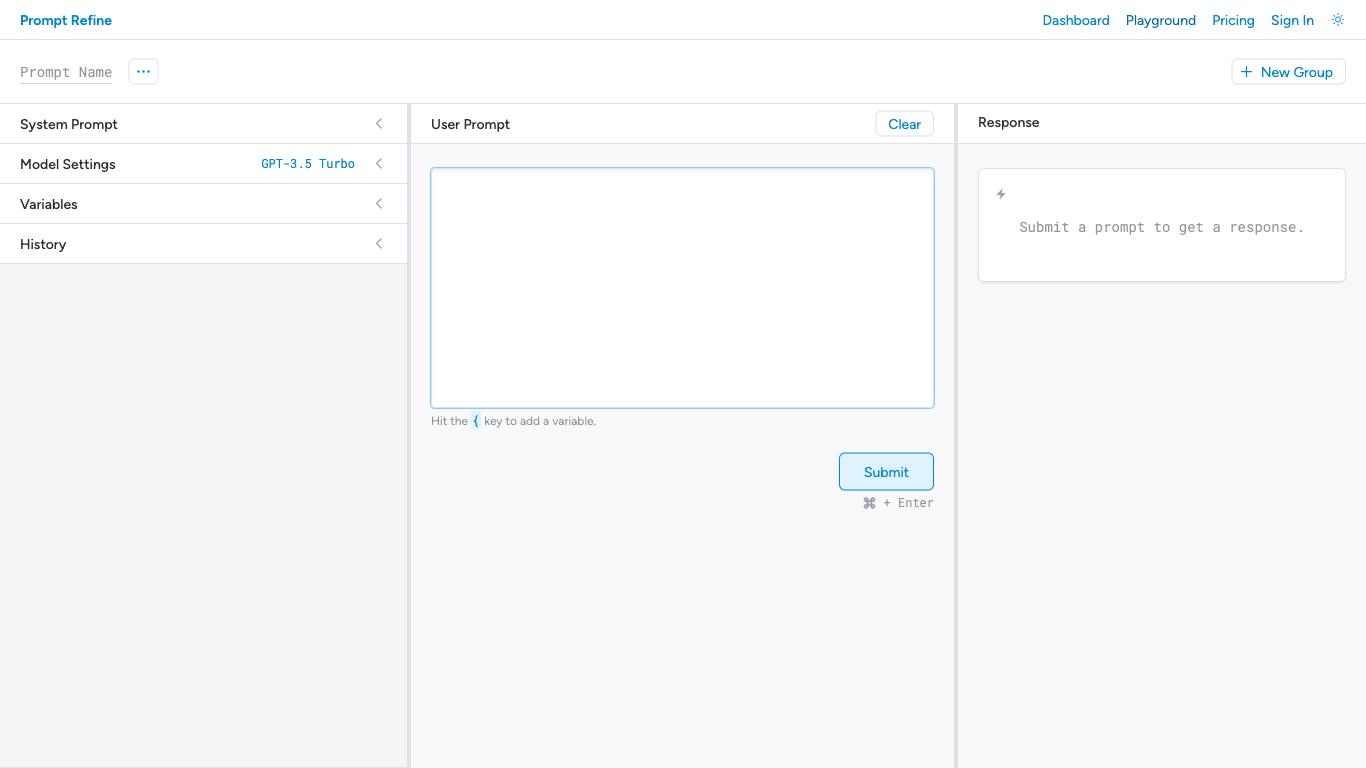 Prompt Refine
Dashboard Playground Pricing Sign In
Prompt Name ...
+ New Group
System Prompt
Model Settings GPT-3.5 Turbo
Variables
History
User Prompt Clear
Hit the { key to add a variable.
Submit
⌘ + Enter
Response
Submit a prompt to get a response.